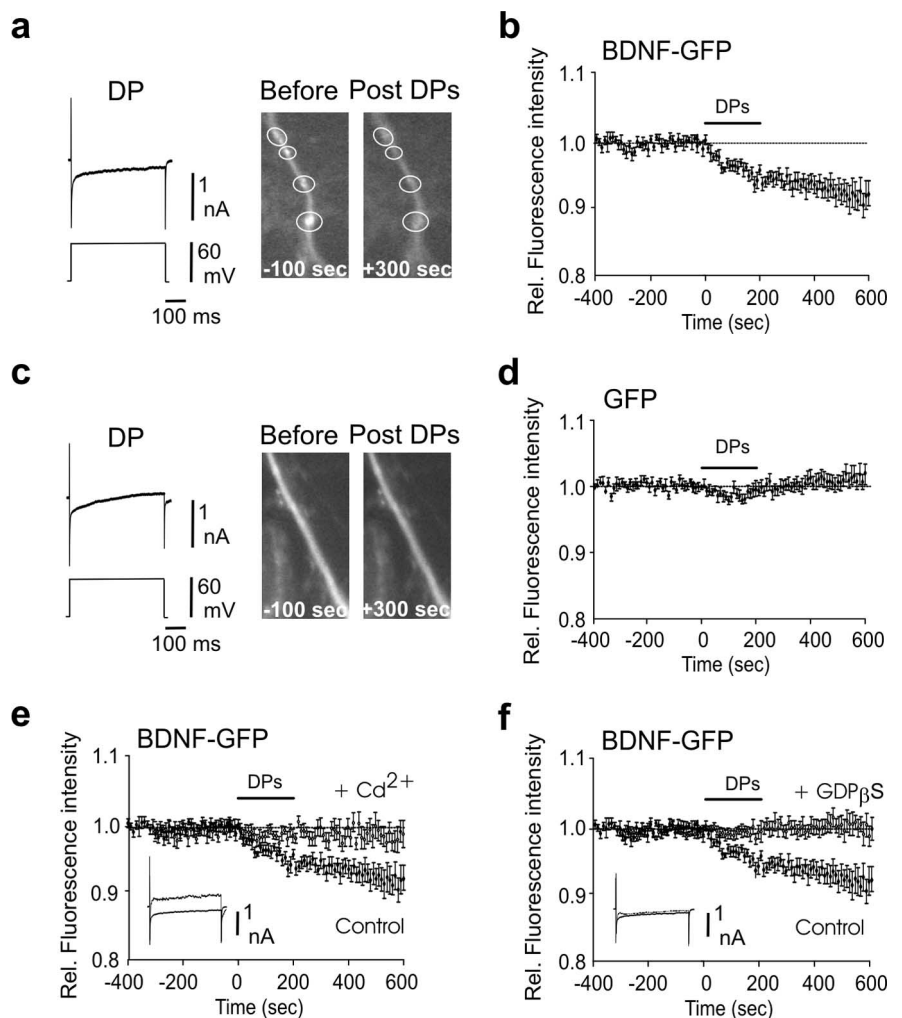 a
DP
1
nA
60
mV
100 ms
Before
Post DPs
-100 sec
+300 sec
b
BDNF-GFP
DPs
Rel. Fluorescence intensity
1.1
1.0
0.9
0.8
-400 -200 0 200 400 600
Time (sec)
c
DP
1
nA
60
mV
100 ms
Before
Post DPs
-100 sec
+300 sec
d
GFP
DPs
Rel. Fluorescence intensity
1.1
1.0
0.9
0.8
-400 -200 0 200 400 600
Time (sec)
e
BDNF-GFP
DPs
+ Cd2+
Control
1
nA
Rel. Fluorescence intensity
1.1
1.0
0.9
0.8
-400 -200 0 200 400 600
Time (sec)
f
BDNF-GFP
DPs
+ GDPβS
Control
1
nA
Rel. Fluorescence intensity
1.1
1.0
0.9
0.8
-400 -200 0 200 400 600
Time (sec)